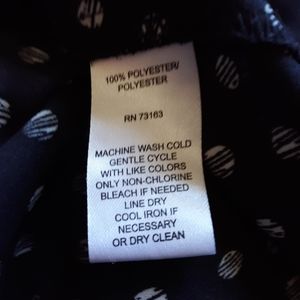 100% POLYESTER/
POLYESTER
RN 73163
MACHINE WASH COLD
GENTLE CYCLE
WITH LIKE COLORS
ONLY NON-CHLORINE
BLEACH IF NEEDED
LINE DRY
COOL IRON IF
NECESSARY
OR DRY CLEAN